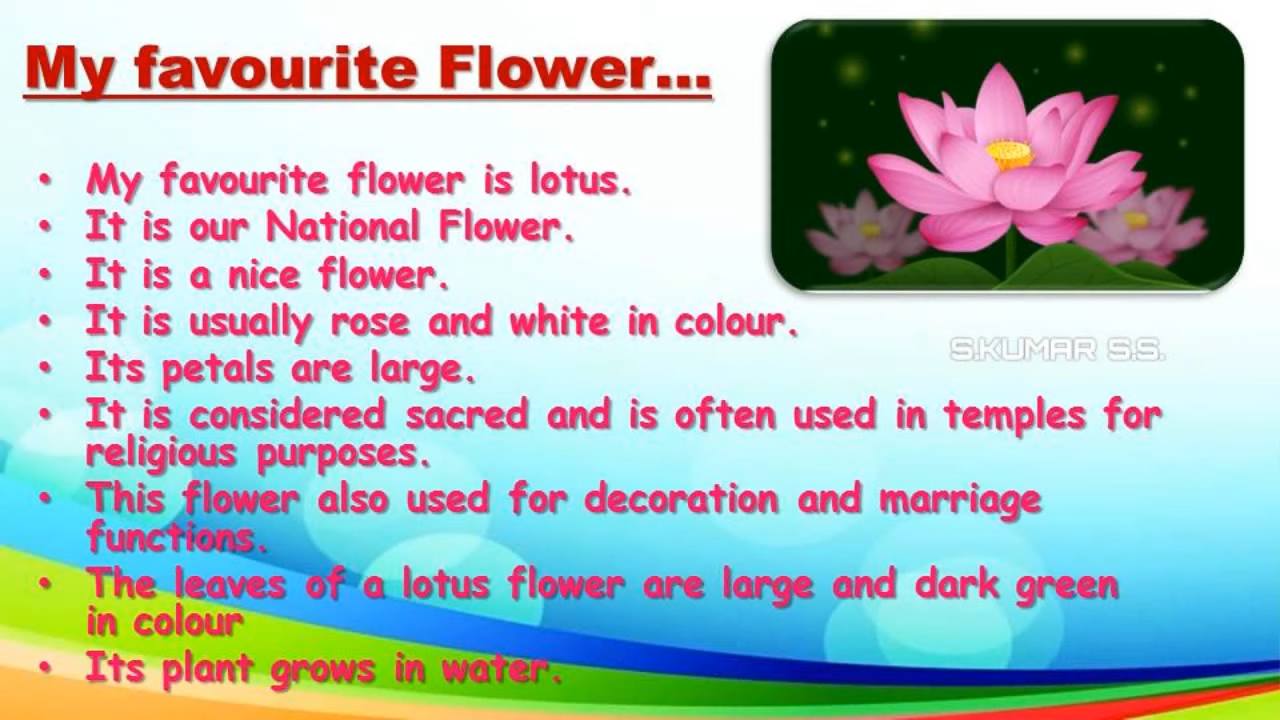 My favourite Flower...
• My favourite flower is lotus.
• It is our National Flower.
• It is a nice flower.
• It is usually rose and white in colour.
S.KUMAR S.S.
• Its petals are large.
• It is considered sacred and is often used in temples for
religious purposes.
• This flower also used for decoration and marriage
functions.
• The leaves of a lotus flower are large and dark green
in colour
• Its plant grows in water.